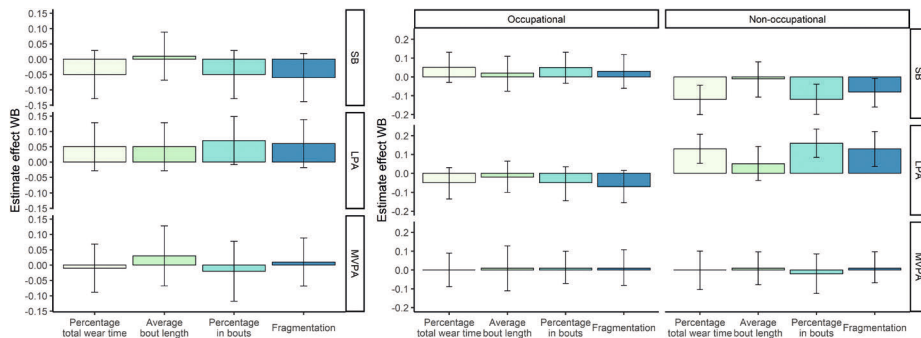 Estimate effect WB
0.15
0.10
0.05
0.00
-0.05
-0.10
-0.15
SB
0.15
0.10
0.05
0.00
-0.05
-0.10
-0.15
LPA
0.15
0.10
0.05
0.00
-0.05
-0.10
-0.15
MVPA
Percentage
total wear time
Average
bout length
Percentage
in bouts
Fragmentation
Occupational
Non-occupational
Estimate effect WB
0.2
0.1
0.0
-0.1
-0.2
SB
0.2
0.1
0.0
-0.1
-0.2
LPA
0.2
0.1
0.0
-0.1
-0.2
MVPA
Percentage
total wear time
Average
bout length
Percentage
in bouts
Fragmentation
Percentage
total wear time
Average
bout length
Percentage
in bouts
Fragmentation